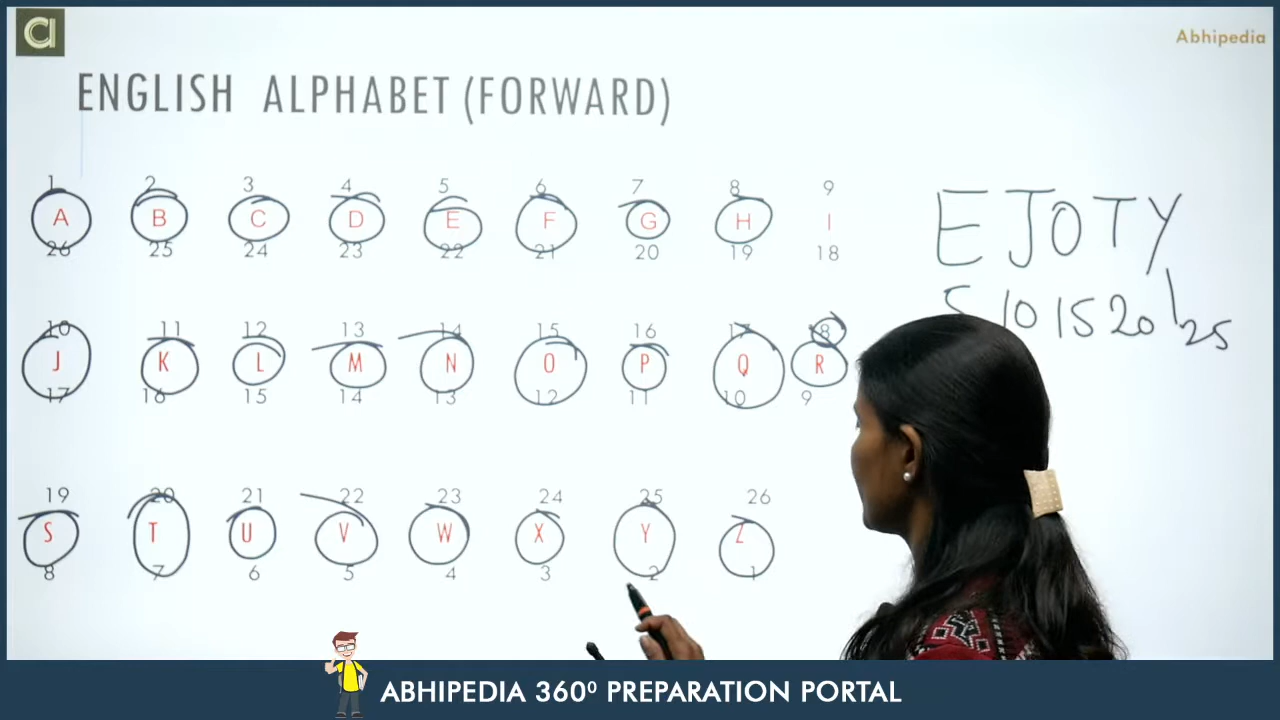 Abhipedia
ENGLISH ALPHABET (FORWARD)
1 2 3 4 5 6 7 8 9
A B C D E F G H I
26 25 24 23 22 21 20 19 18
EJOTY
5 10 15 20 25
10 11 12 13 14 15 16 17 18
J K L M N O P Q R
17 16 15 14 13 12 11 10 9
19 20 21 22 23 24 25 26
S T U V W X Y Z
8 7 6 5 4 3 2 1
ABHIPEDIA 360⁰ PREPARATION PORTAL